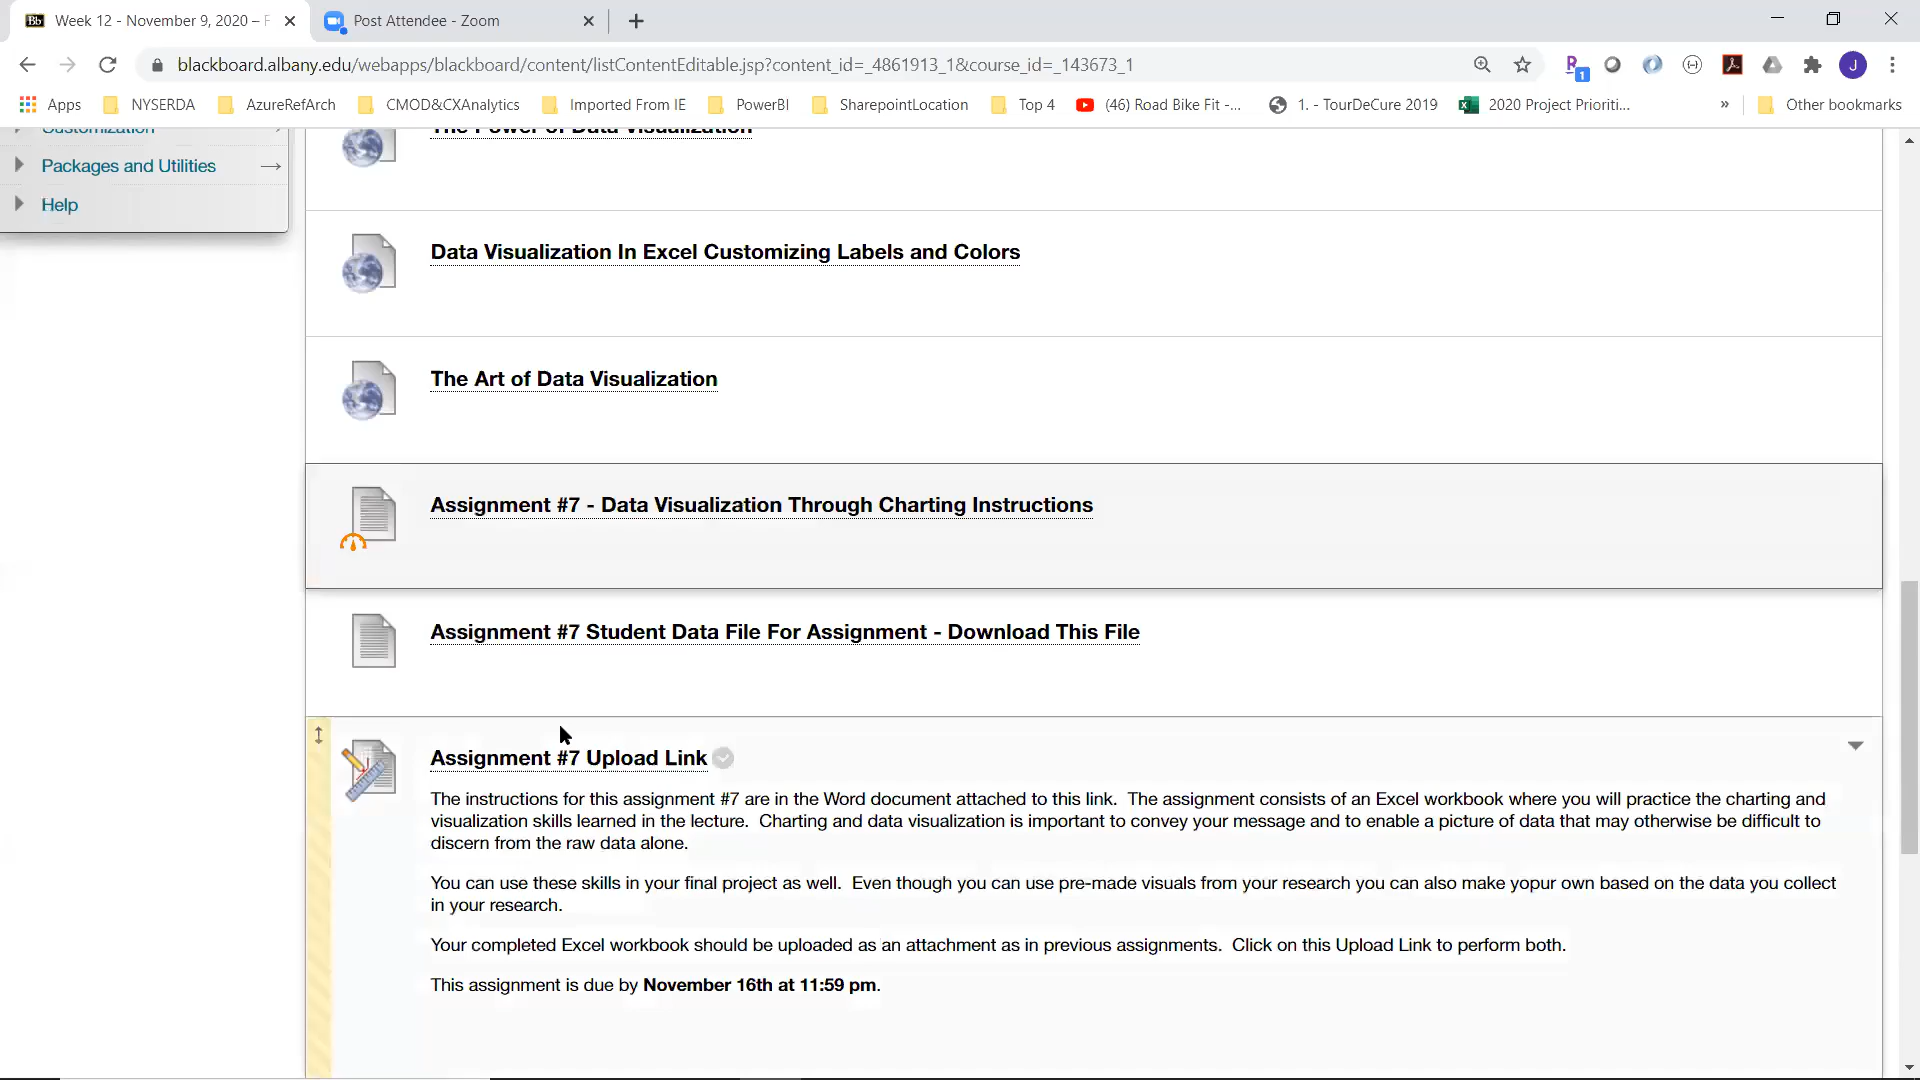 Week 12 - November 9, 2020 – F
Post Attendee - Zoom
blackboard.albany.edu/webapps/blackboard/content/listContentEditable.jsp?content_id=_4861913_1&course_id=_143673_1
J
Apps
NYSERDA
AzureRefArch
CMOD&CXAnalytics
Imported From IE
PowerBI
SharepointLocation
Top 4
(46) Road Bike Fit -...
1. - TourDeCure 2019
2020 Project Prioriti...
»
Other bookmarks
Customization
Packages and Utilities
Help
The Power of Data Visualization
Data Visualization In Excel Customizing Labels and Colors
The Art of Data Visualization
Assignment #7 - Data Visualization Through Charting Instructions
Assignment #7 Student Data File For Assignment - Download This File
Assignment #7 Upload Link
The instructions for this assignment #7 are in the Word document attached to this link. The assignment consists of an Excel workbook where you will practice the charting and
visualization skills learned in the lecture. Charting and data visualization is important to convey your message and to enable a picture of data that may otherwise be difficult to
discern from the raw data alone.
You can use these skills in your final project as well. Even though you can use pre-made visuals from your research you can also make yopur own based on the data you collect
in your research.
Your completed Excel workbook should be uploaded as an attachment as in previous assignments. Click on this Upload Link to perform both.
This assignment is due by November 16th at 11:59 pm.